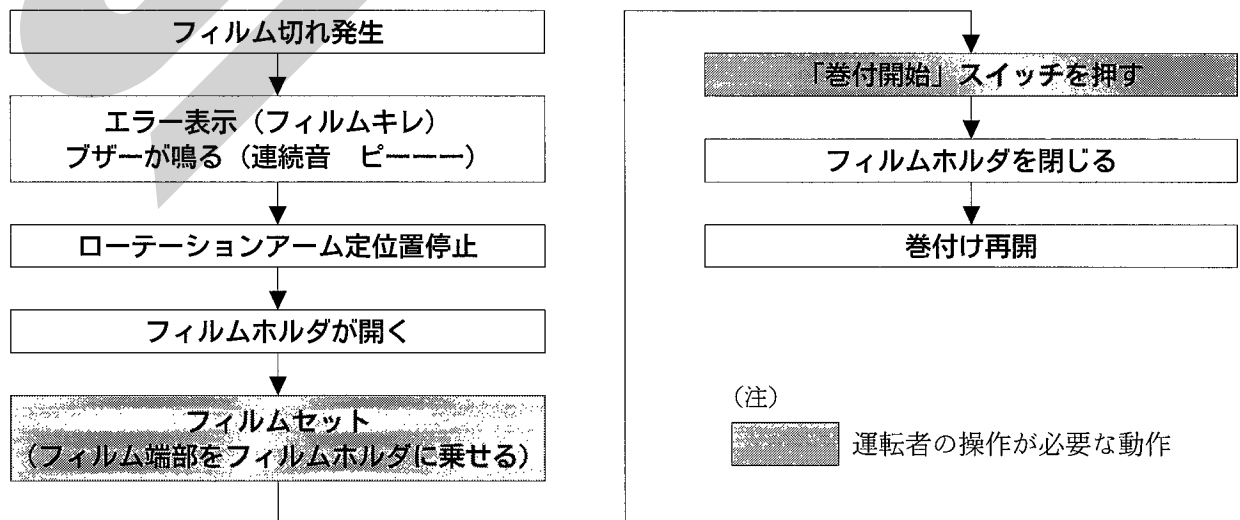 フィルム切れ発生
エラー表示（フィルムキレ）
ブザーが鳴る（連続音　ピーーー）
ローテーションアーム定位置停止
フィルムホルダが開く
フィルムセット
（フィルム端部をフィルムホルダに乗せる）
「巻付開始」スイッチを押す
フィルムホルダを閉じる
巻付け再開
（注）
運転者の操作が必要な動作